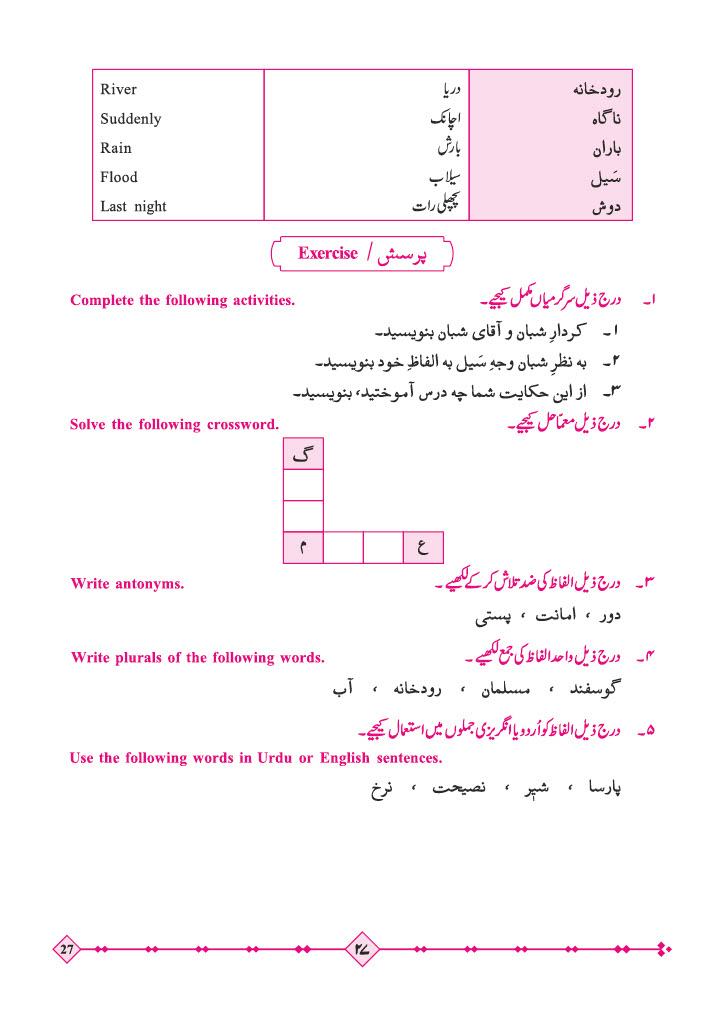 River دریا رودخانه
Suddenly اچانک ناگاہ
Rain بارش باران
Flood سیلاب سَیل
Last night پچھلی رات دوش
Exercise / پرسش
Complete the following activities. ۱۔ درج ذیل سرگرمیاں مکمل کیجیے۔
۱۔ کردارِ شبان و آقای شبان بنویسید۔
۲۔ به نظرِ شبان وجهِ سَیل به الفاظِ خود بنویسید۔
۳۔ از این حکایت شما چه درس آموختید، بنویسید۔
Solve the following crossword. ۲۔ درج ذیل معمّا حل کیجیے۔
گ
م ع
Write antonyms. ۳۔ درج ذیل الفاظ کی ضد تلاش کرکے لکھیے ۔
دور ، امانت ، پستی
Write plurals of the following words. ۴۔ درج ذیل واحد الفاظ کی جمع لکھیے ۔
گوسفند ، مسلمان ، رودخانه ، آب
۵۔ درج ذیل الفاظ کو اُردو یا انگریزی جملوں میں استعمال کیجیے۔
Use the following words in Urdu or English sentences.
پارسا ، شیر ، نصیحت ، نرخ
27 ۲۷